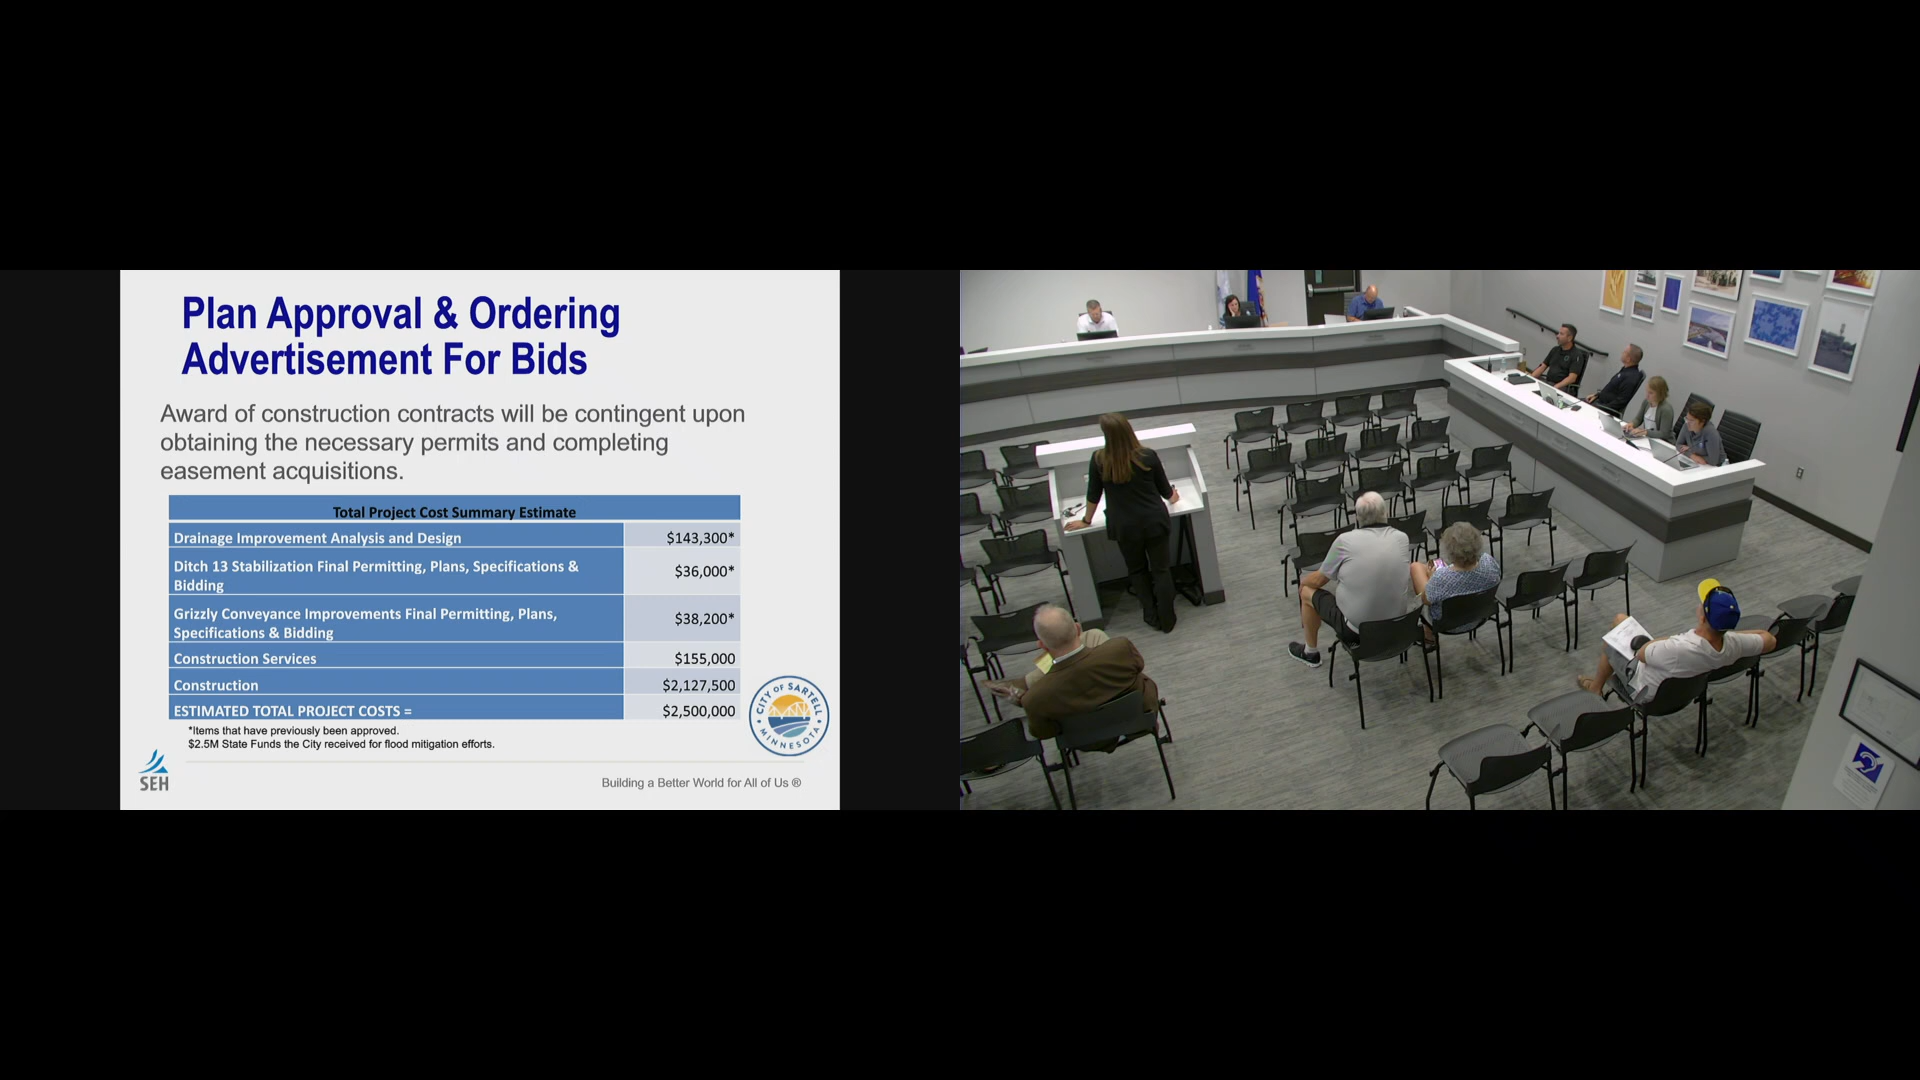 Plan Approval & Ordering
Advertisement For Bids
Award of construction contracts will be contingent upon
obtaining the necessary permits and completing
easement acquisitions.
Total Project Cost Summary Estimate
Drainage Improvement Analysis and Design $143,300*
Ditch 13 Stabilization Final Permitting, Plans, Specifications &
Bidding $36,000*
Grizzly Conveyance Improvements Final Permitting, Plans,
Specifications & Bidding $38,200*
Construction Services $155,000
Construction $2,127,500
ESTIMATED TOTAL PROJECT COSTS = $2,500,000
*Items that have previously been approved.
$2.5M State Funds the City received for flood mitigation efforts.
CITY OF SARTELL
MINNESOTA
SEH
Building a Better World for All of Us ®